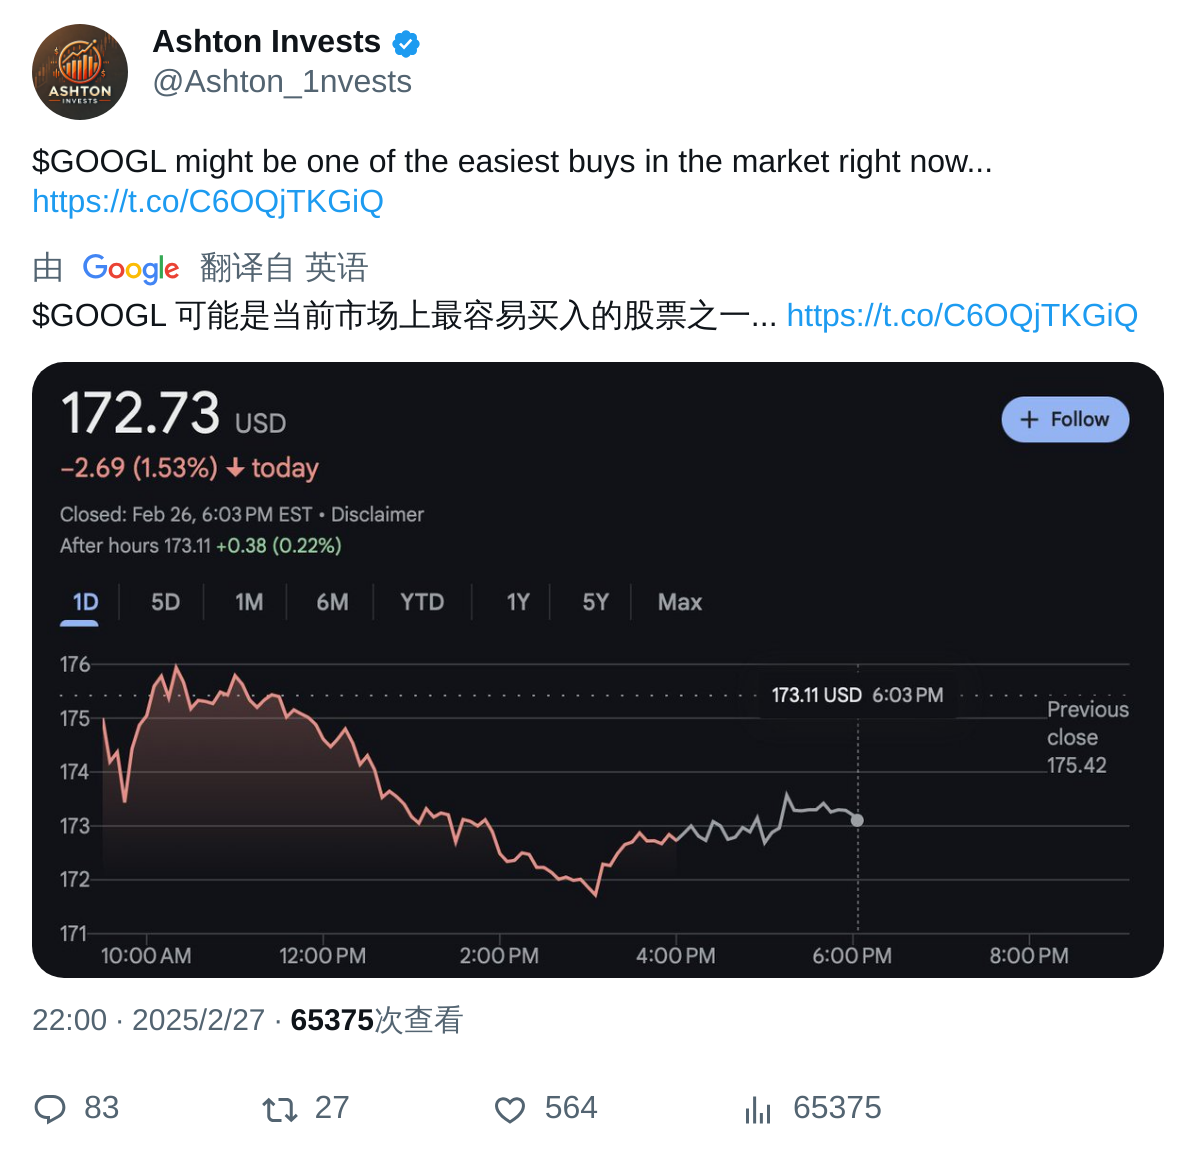 Ashton Invests
@Ashton_1nvests
ASHTON
INVESTS
$GOOGL might be one of the easiest buys in the market right now...
https://t.co/C6OQjTKGiQ
由 Google 翻译自 英语
$GOOGL 可能是当前市场上最容易买入的股票之一... https://t.co/C6OQjTKGiQ
172.73 USD
+ Follow
−2.69 (1.53%) ↓ today
Closed: Feb 26, 6:03 PM EST • Disclaimer
After hours 173.11 +0.38 (0.22%)
1D 5D 1M 6M YTD 1Y 5Y Max
176
173.11 USD 6:03 PM
175
Previous
close
175.42
174
173
172
171
10:00 AM 12:00 PM 2:00 PM 4:00 PM 6:00 PM 8:00 PM
22:00 · 2025/2/27 · 65375次查看
83 27 564 65375